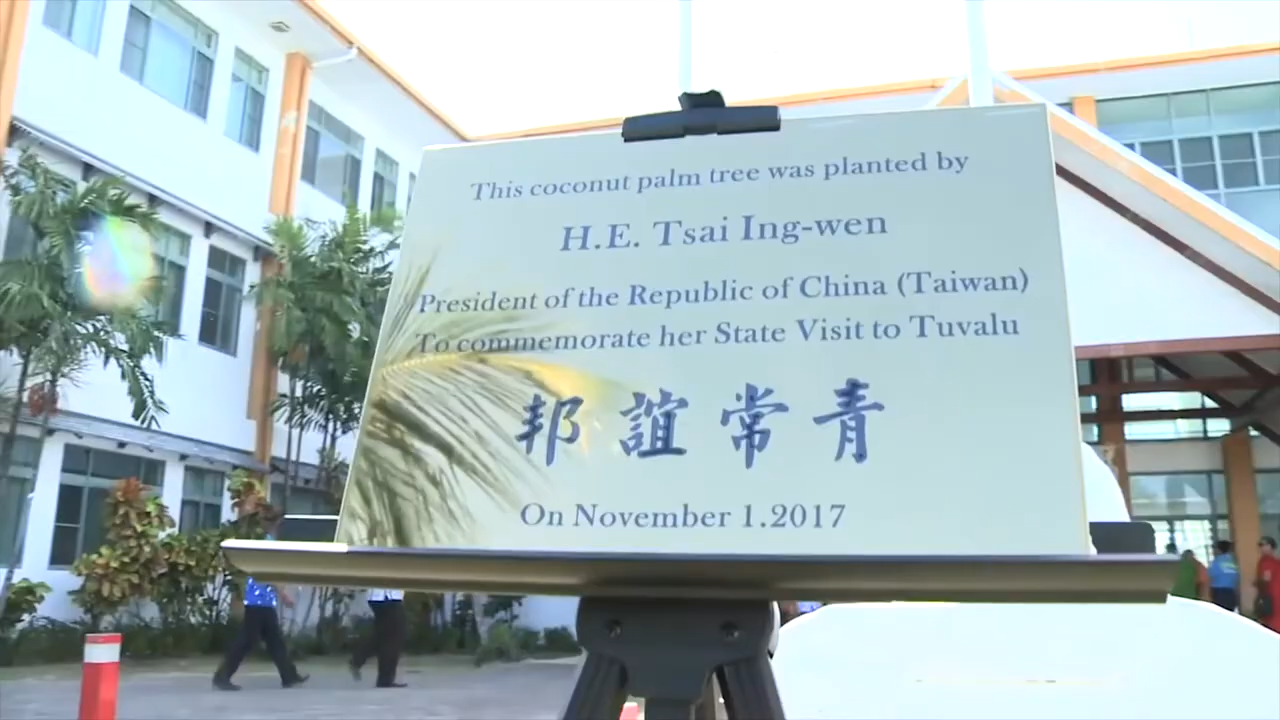 This coconut palm tree was planted by
H.E. Tsai Ing-wen
President of the Republic of China (Taiwan)
To commemorate her State Visit to Tuvalu
邦誼常青
On November 1.2017